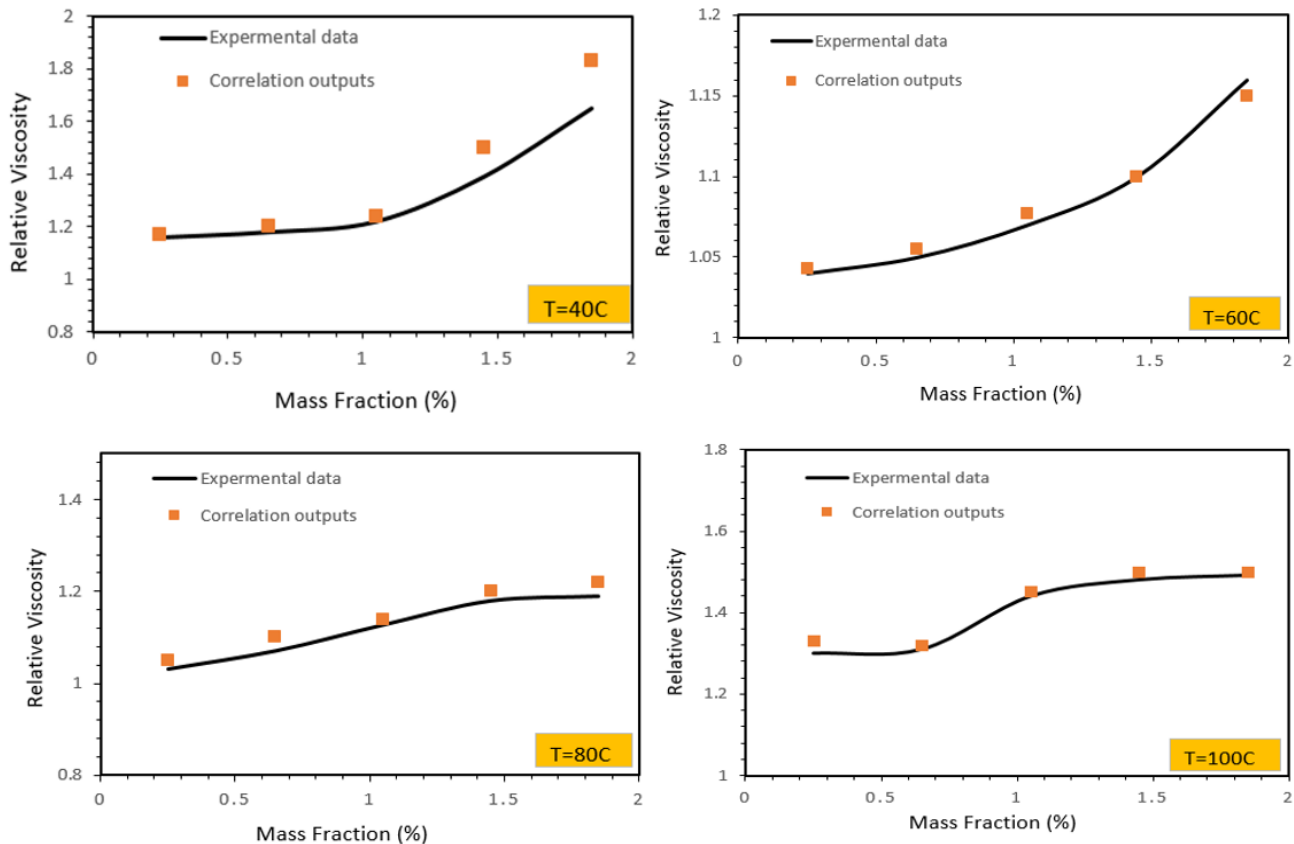 2
1.8
1.6
1.4
1.2
1
0.8
0
0.5
1
1.5
2
Relative Viscosity
Mass Fraction (%)
Expermental data
Correlation outputs
T=40C
1.2
1.15
1.1
1.05
1
0
0.5
1
1.5
2
Relative Viscosity
Mass Fraction (%)
Expermental data
Correlation outputs
T=60C
1.4
1.2
1
0.8
0
0.5
1
1.5
2
Relative Viscosity
Mass Fraction (%)
Expermental data
Correlation outputs
T=80C
1.8
1.6
1.4
1.2
1
0
0.5
1
1.5
2
Relative Viscosity
Mass Fraction (%)
Expermental data
Correlation outputs
T=100C